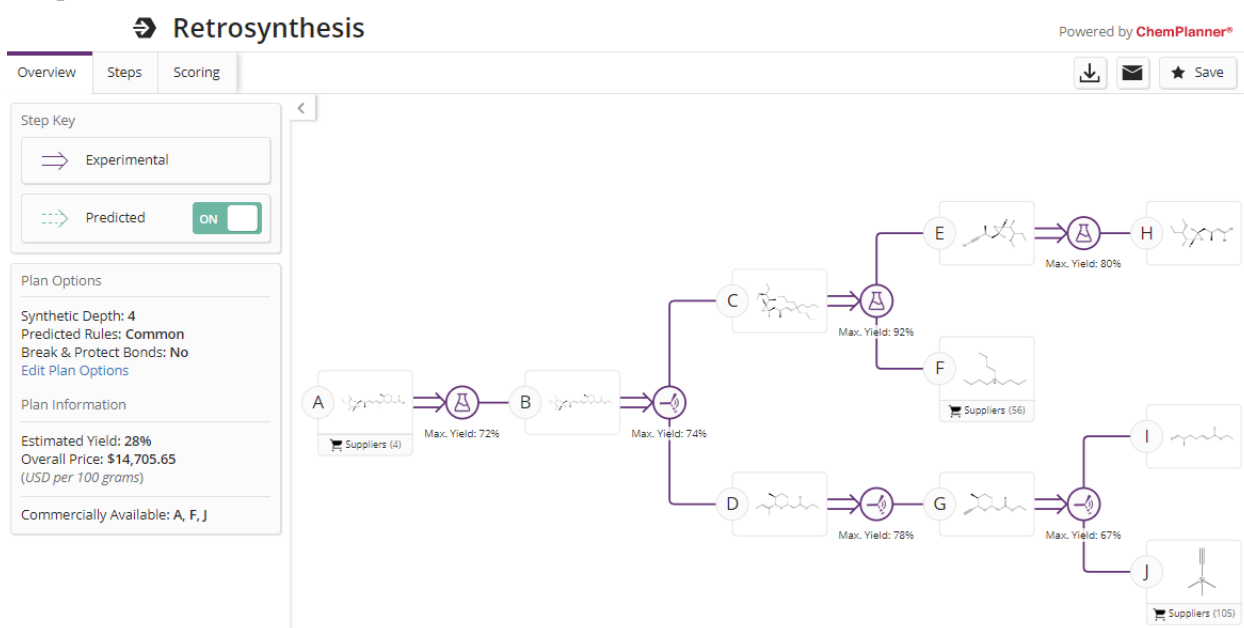 Retrosynthesis
Powered by ChemPlanner®
Overview Steps Scoring
Save
Step Key
Experimental
Predicted ON
Plan Options
Synthetic Depth: 4
Predicted Rules: Common
Break & Protect Bonds: No
Edit Plan Options
Plan Information
Estimated Yield: 28%
Overall Price: $14,705.65
(USD per 100 grams)
Commercially Available: A, F, J
E
H
Max. Yield: 80%
C
Max. Yield: 92%
F
Suppliers (56)
A
B
Max. Yield: 72%
Max. Yield: 74%
Suppliers (4)
I
D
G
Max. Yield: 78%
Max. Yield: 67%
J
Suppliers (105)